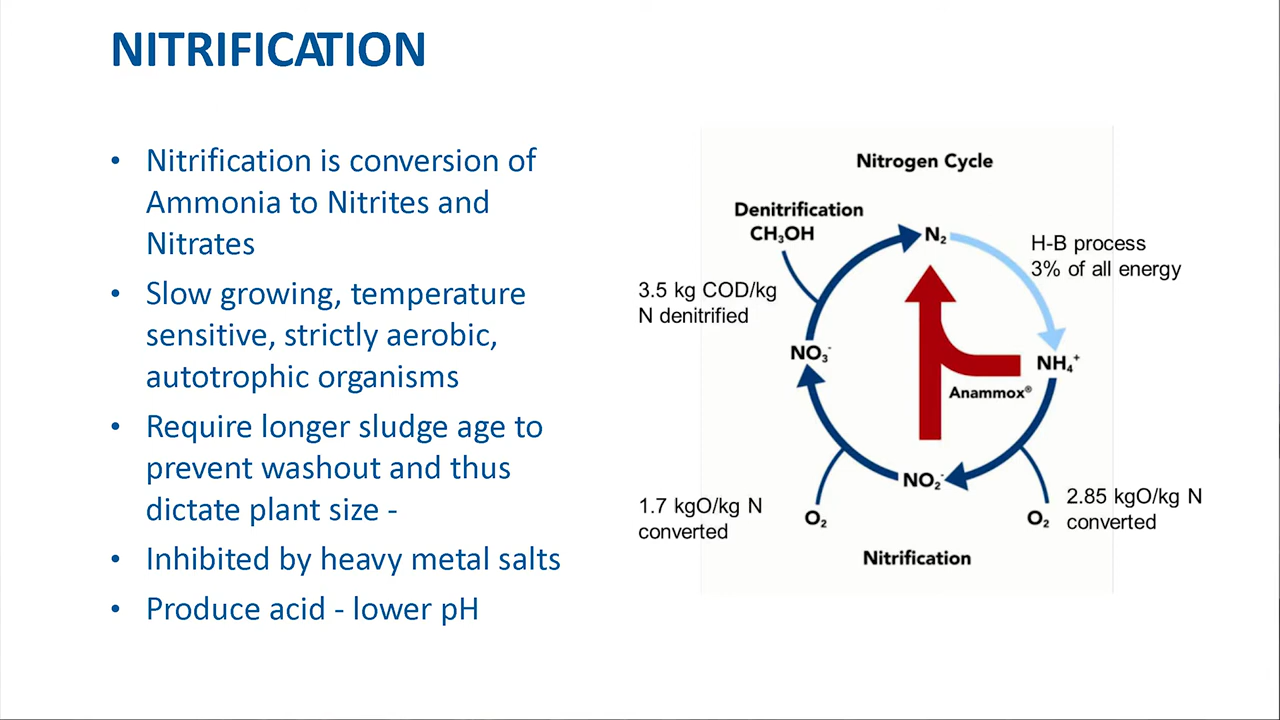 NITRIFICATION
• Nitrification is conversion of
Ammonia to Nitrites and
Nitrates
• Slow growing, temperature
sensitive, strictly aerobic,
autotrophic organisms
• Require longer sludge age to
prevent washout and thus
dictate plant size -
• Inhibited by heavy metal salts
• Produce acid - lower pH
Nitrogen Cycle
Denitrification
CH₃OH
N₂
H-B process
3% of all energy
3.5 kg COD/kg
N denitrified
NO₃⁻
NH₄⁺
Anammox®
NO₂⁻
1.7 kgO/kg N
converted
O₂
O₂
2.85 kgO/kg N
converted
Nitrification